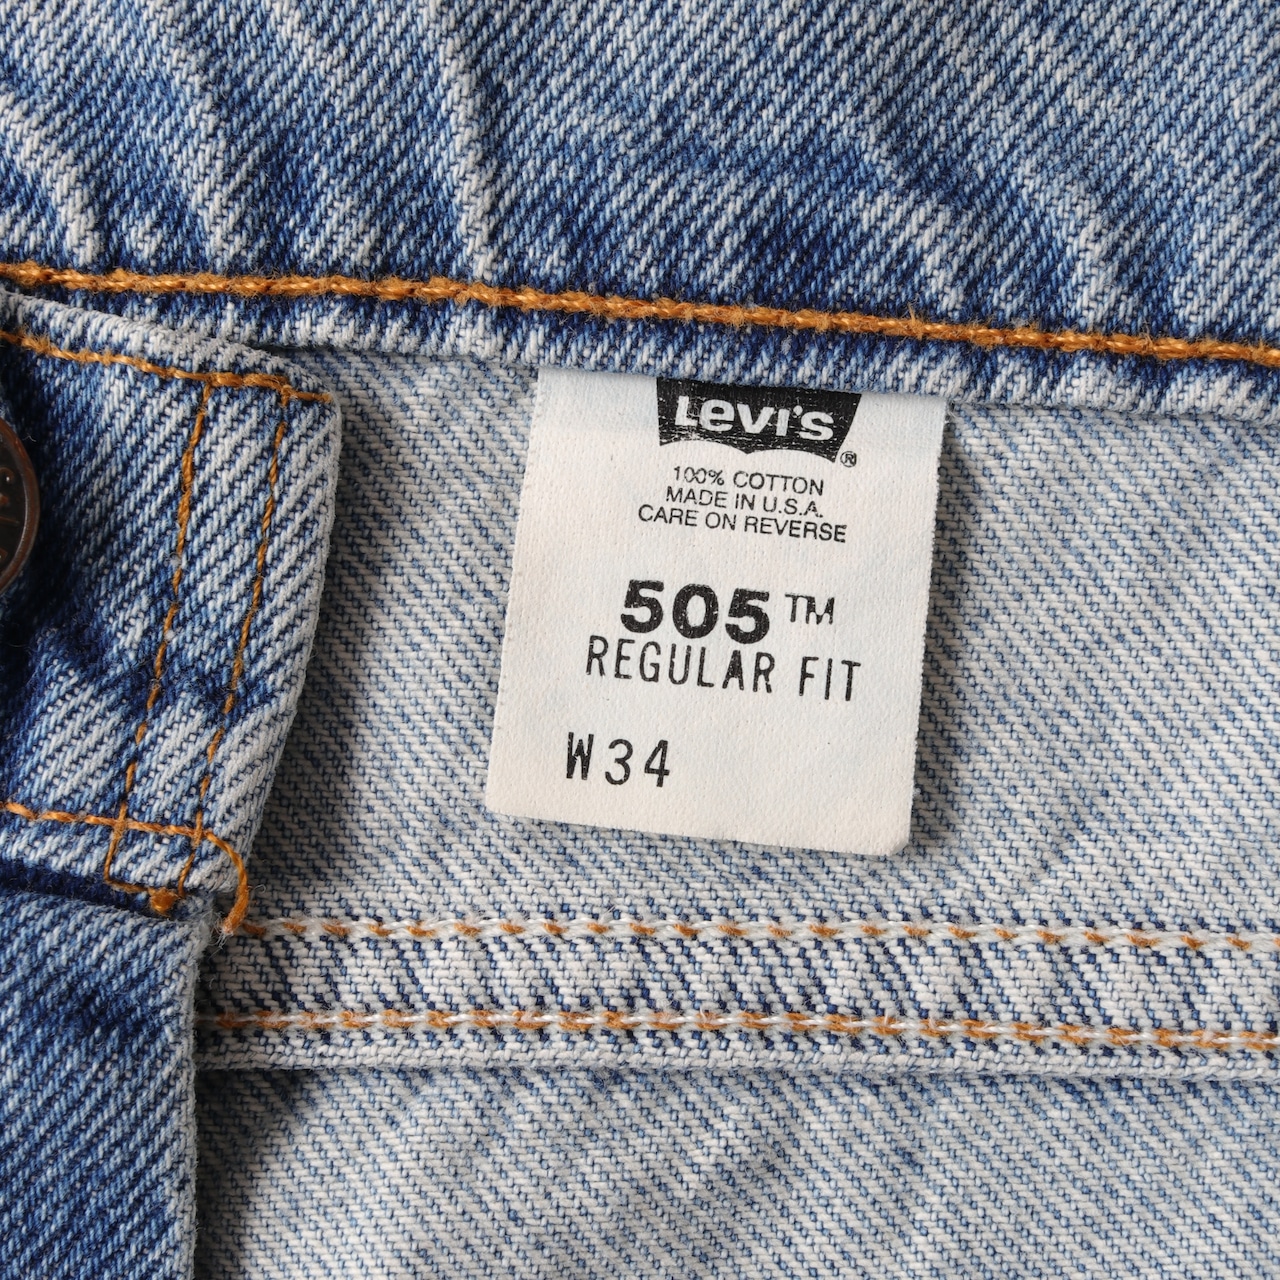 Levi's®
100% COTTON
MADE IN U.S.A.
CARE ON REVERSE
505™
REGULAR FIT
W34